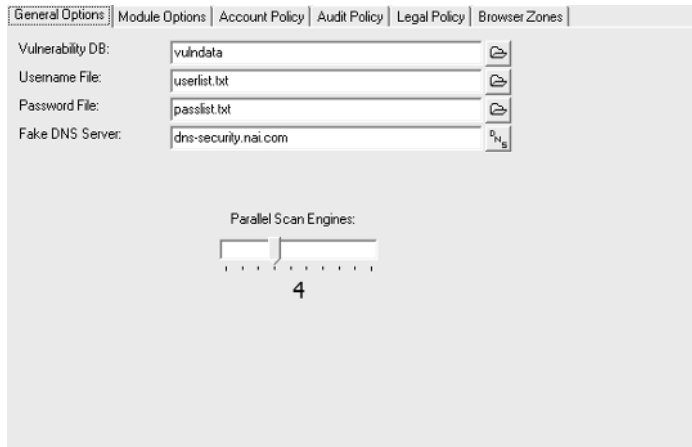 General Options Module Options Account Policy Audit Policy Legal Policy Browser Zones
Vulnerability DB: vulndata
Username File: userlist.txt
Password File: passlist.txt
Fake DNS Server: dns-security.nai.com DNS
Parallel Scan Engines:
4